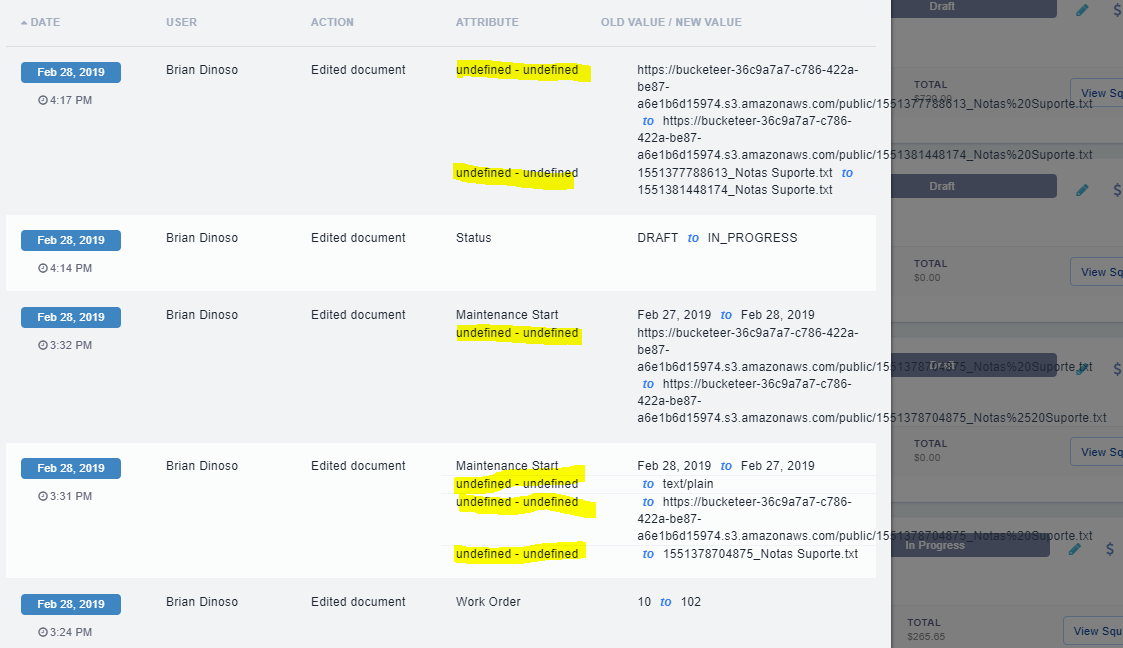 DATE USER ACTION ATTRIBUTE OLD VALUE / NEW VALUE
Draft
$
Feb 28, 2019 Brian Dinoso Edited document undefined - undefined https://bucketeer-36c9a7a7-c786-422a-
4:17 PM be87-
a6e1b6d15974.s3.amazonaws.com/public/1551377788613_Notas%20Suporte.txt
to https://bucketeer-36c9a7a7-c786-
422a-be87-
a6e1b6d15974.s3.amazonaws.com/public/1551381448174_Notas%20Suporte.txt
undefined - undefined 1551377788613_Notas Suporte.txt to
1551381448174_Notas Suporte.txt
TOTAL
View Sq
Draft
$
Feb 28, 2019 Brian Dinoso Edited document Status DRAFT to IN_PROGRESS
4:14 PM
TOTAL
$0.00
View Sq
Feb 28, 2019 Brian Dinoso Edited document Maintenance Start Feb 27, 2019 to Feb 28, 2019
3:32 PM
undefined - undefined https://bucketeer-36c9a7a7-c786-422a-
be87-
a6e1b6d15974.s3.amazonaws.com/public/1551378704875_Notas%20Suporte.txt
to https://bucketeer-36c9a7a7-c786-
422a-be87-
a6e1b6d15974.s3.amazonaws.com/public/1551378704875_Notas%2520Suporte.txt
Draft
$
TOTAL
$0.00
View Sq
Feb 28, 2019 Brian Dinoso Edited document Maintenance Start Feb 28, 2019 to Feb 27, 2019
3:31 PM
undefined - undefined to text/plain
undefined - undefined to https://bucketeer-36c9a7a7-c786-
422a-be87-
a6e1b6d15974.s3.amazonaws.com/public/1551378704875_Notas%20Suporte.txt
undefined - undefined to 1551378704875_Notas Suporte.txt
In Progress
$
Feb 28, 2019 Brian Dinoso Edited document Work Order 10 to 102
3:24 PM
TOTAL
$265.65
View Squ